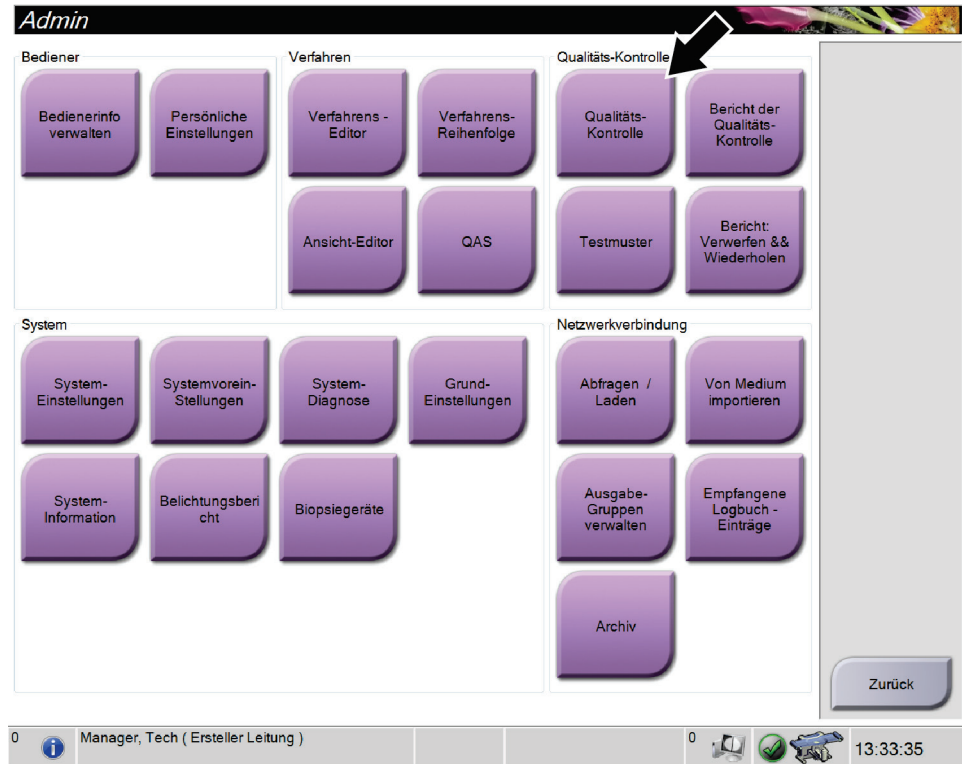 Admin
Bediener
Bedienerinfo
verwalten
Persönliche
Einstellungen
Verfahren
Verfahrens -
Editor
Verfahrens-
Reihenfolge
Ansicht-Editor
QAS
Qualitäts-Kontrolle
Qualitäts-
Kontrolle
Bericht der
Qualitäts-
Kontrolle
Testmuster
Bericht:
Verwerfen &&
Wiederholen
System
System-
Einstellungen
Systemvorein-
Stellungen
System-
Diagnose
Grund-
Einstellungen
System-
Information
Belichtungsberi
cht
Biopsiegeräte
Netzwerkverbindung
Abfragen /
Laden
Von Medium
importieren
Ausgabe-
Gruppen
verwalten
Empfangene
Logbuch -
Einträge
Archiv
Zurück
0
Manager, Tech ( Ersteller Leitung )
0
13:33:35